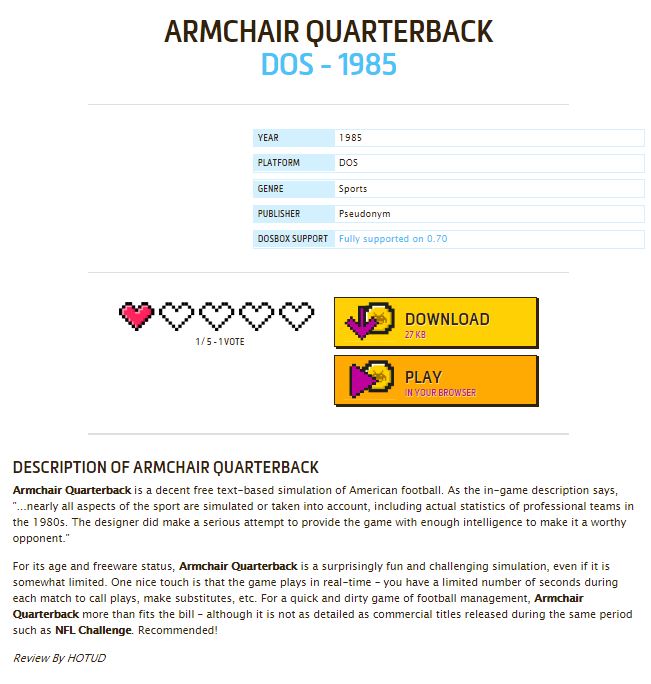 ARMCHAIR QUARTERBACK
DOS - 1985
YEAR 1985
PLATFORM DOS
GENRE Sports
PUBLISHER Pseudonym
DOSBOX SUPPORT Fully supported on 0.70
1 / 5 - 1 VOTE
DOWNLOAD
27 KB
PLAY
IN YOUR BROWSER
DESCRIPTION OF ARMCHAIR QUARTERBACK
Armchair Quarterback is a decent free text-based simulation of American football. As the in-game description says,
"...nearly all aspects of the sport are simulated or taken into account, including actual statistics of professional teams in
the 1980s. The designer did make a serious attempt to provide the game with enough intelligence to make it a worthy
opponent."
For its age and freeware status, Armchair Quarterback is a surprisingly fun and challenging simulation, even if it is
somewhat limited. One nice touch is that the game plays in real-time - you have a limited number of seconds during
each match to call plays, make substitutes, etc. For a quick and dirty game of football management, Armchair
Quarterback more than fits the bill - although it is not as detailed as commercial titles released during the same period
such as NFL Challenge. Recommended!
Review By HOTUD